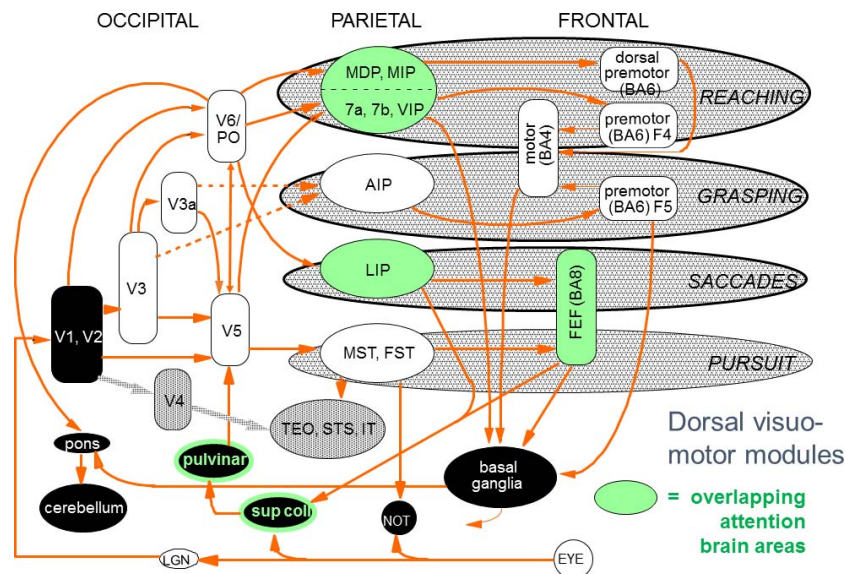 OCCIPITAL PARIETAL FRONTAL
MDP, MIP
7a, 7b, VIP
dorsal
premotor
(BA6)
REACHING
V6/
PO
premotor
(BA6) F4
motor
(BA4)
V3a
AIP
premotor
(BA6) F5
GRASPING
V3
LIP
FEF (BA8)
SACCADES
V1, V2
V5
MST, FST
PURSUIT
V4
TEO, STS, IT
Dorsal visuo-
motor modules
pons
pulvinar
basal
ganglia
cerebellum
sup coll
NOT
= overlapping
attention
brain areas
LGN
EYE